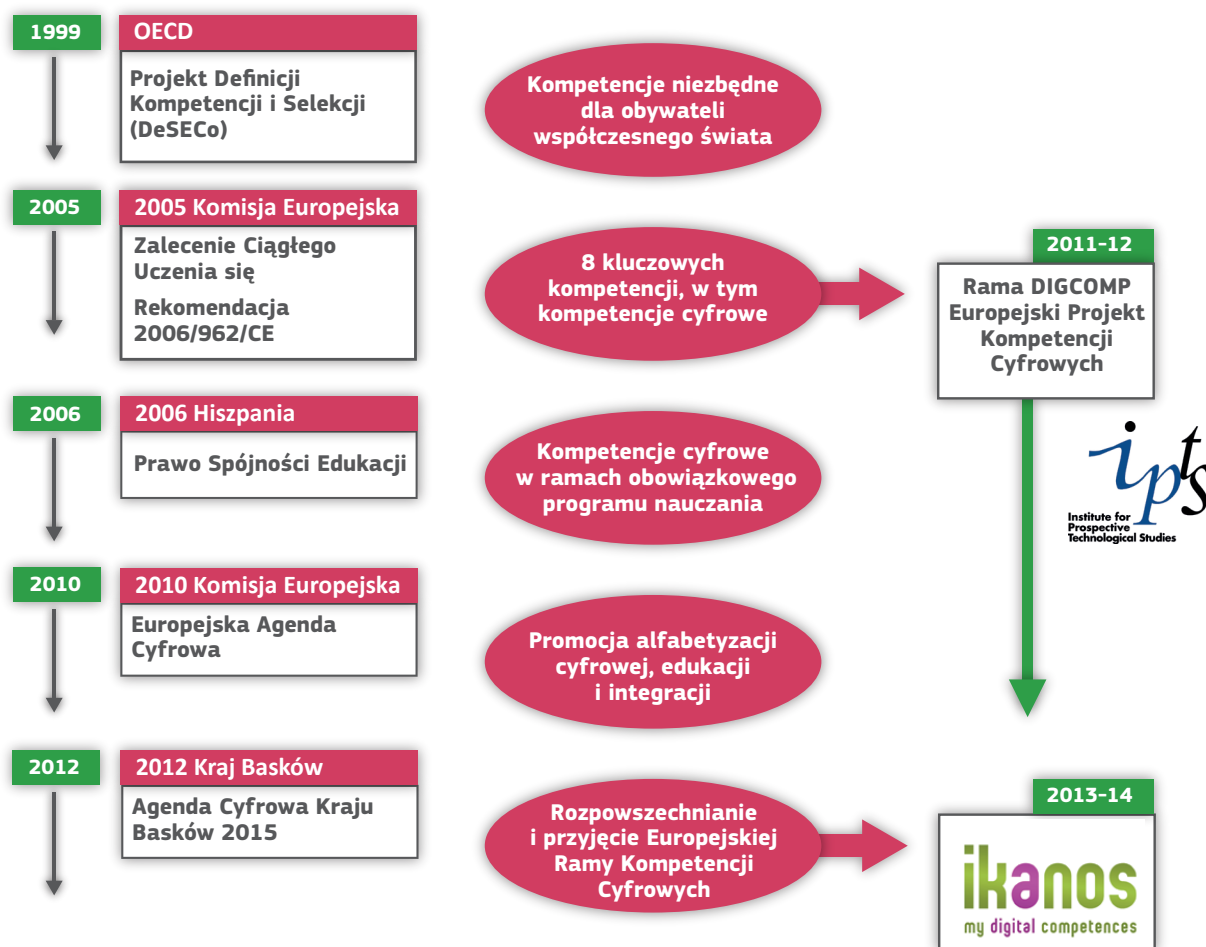 1999
OECD
Projekt Definicji
Kompetencji i Selekcji
(DeSECo)
Kompetencje niezbędne
dla obywateli
współczesnego świata
2005
2005 Komisja Europejska
Zalecenie Ciągłego
Uczenia się
Rekomendacja
2006/962/CE
8 kluczowych
kompetencji, w tym
kompetencje cyfrowe
2011-12
Rama DIGCOMP
Europejski Projekt
Kompetencji
Cyfrowych
2006
2006 Hiszpania
Prawo Spójności Edukacji
Kompetencje cyfrowe
w ramach obowiązkowego
programu nauczania
ipts
Institute for
Prospective
Technological Studies
2010
2010 Komisja Europejska
Europejska Agenda
Cyfrowa
Promocja alfabetyzacji
cyfrowej, edukacji
i integracji
2012
2012 Kraj Basków
Agenda Cyfrowa Kraju
Basków 2015
Rozpowszechnianie
i przyjęcie Europejskiej
Ramy Kompetencji
Cyfrowych
2013-14
ikanos
my digital competences